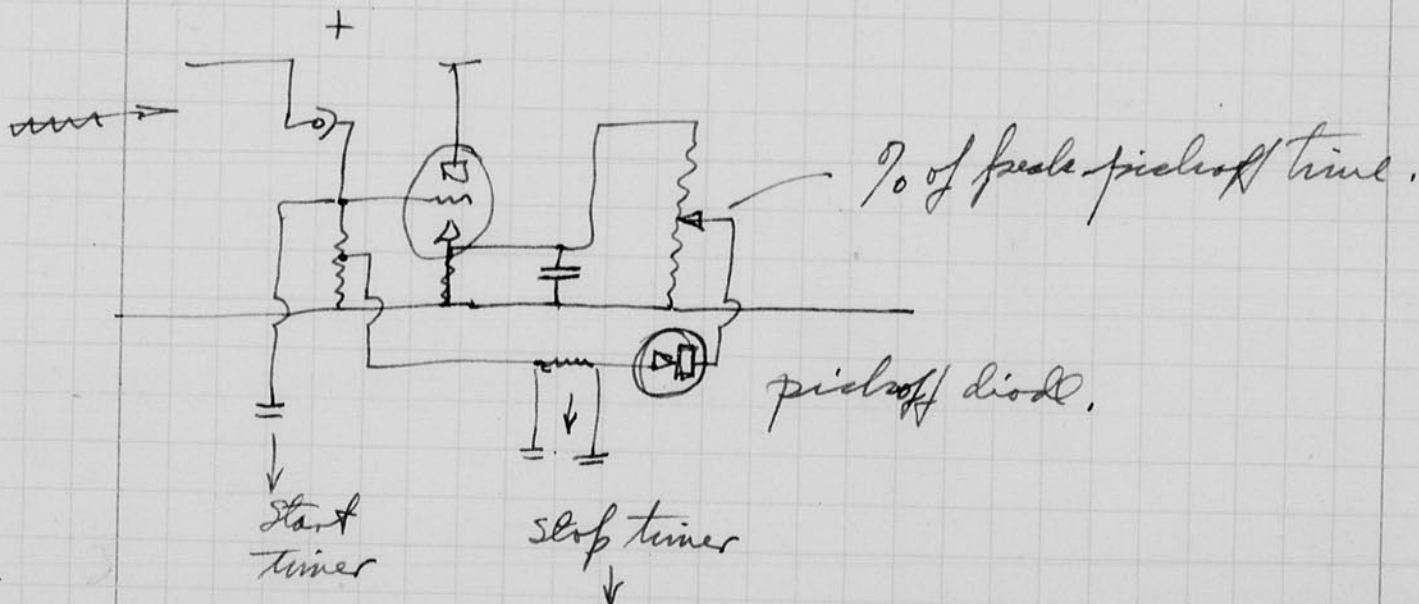 +
% of peak pickoff time.
pickoff diode.
Start
timer
stop timer